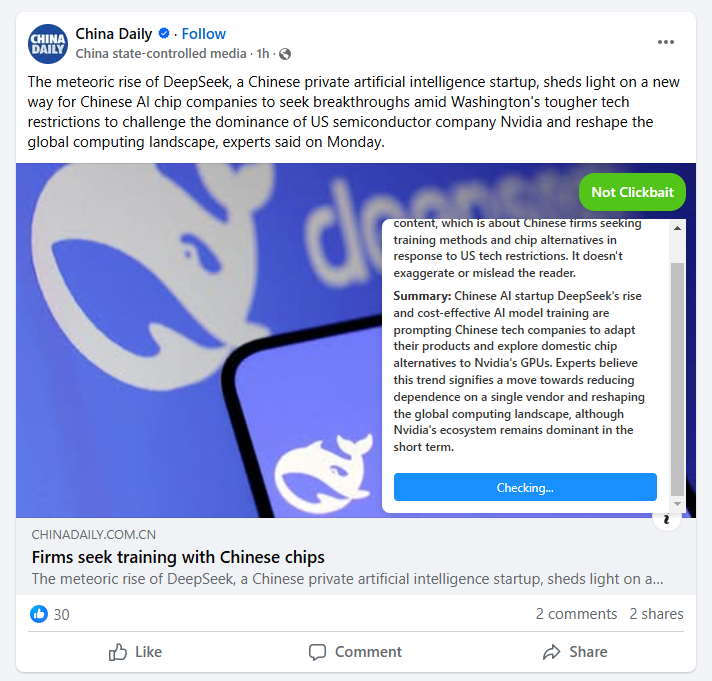 China Daily · Follow
China state-controlled media · 1h ·
The meteoric rise of DeepSeek, a Chinese private artificial intelligence startup, sheds light on a new
way for Chinese AI chip companies to seek breakthroughs amid Washington's tougher tech
restrictions to challenge the dominance of US semiconductor company Nvidia and reshape the
global computing landscape, experts said on Monday.
CHINA
DAILY
deepseek
Not Clickbait
content, which is about Chinese firms seeking
training methods and chip alternatives in
response to US tech restrictions. It doesn't
exaggerate or mislead the reader.
Summary: Chinese AI startup DeepSeek's rise
and cost-effective AI model training are
prompting Chinese tech companies to adapt
their products and explore domestic chip
alternatives to Nvidia's GPUs. Experts believe
this trend signifies a move towards reducing
dependence on a single vendor and reshaping
the global computing landscape, although
Nvidia's ecosystem remains dominant in the
short term.
Checking...
i
CHINADAILY.COM.CN
Firms seek training with Chinese chips
The meteoric rise of DeepSeek, a Chinese private artificial intelligence startup, sheds light on a...
30
2 comments 2 shares
Like Comment Share